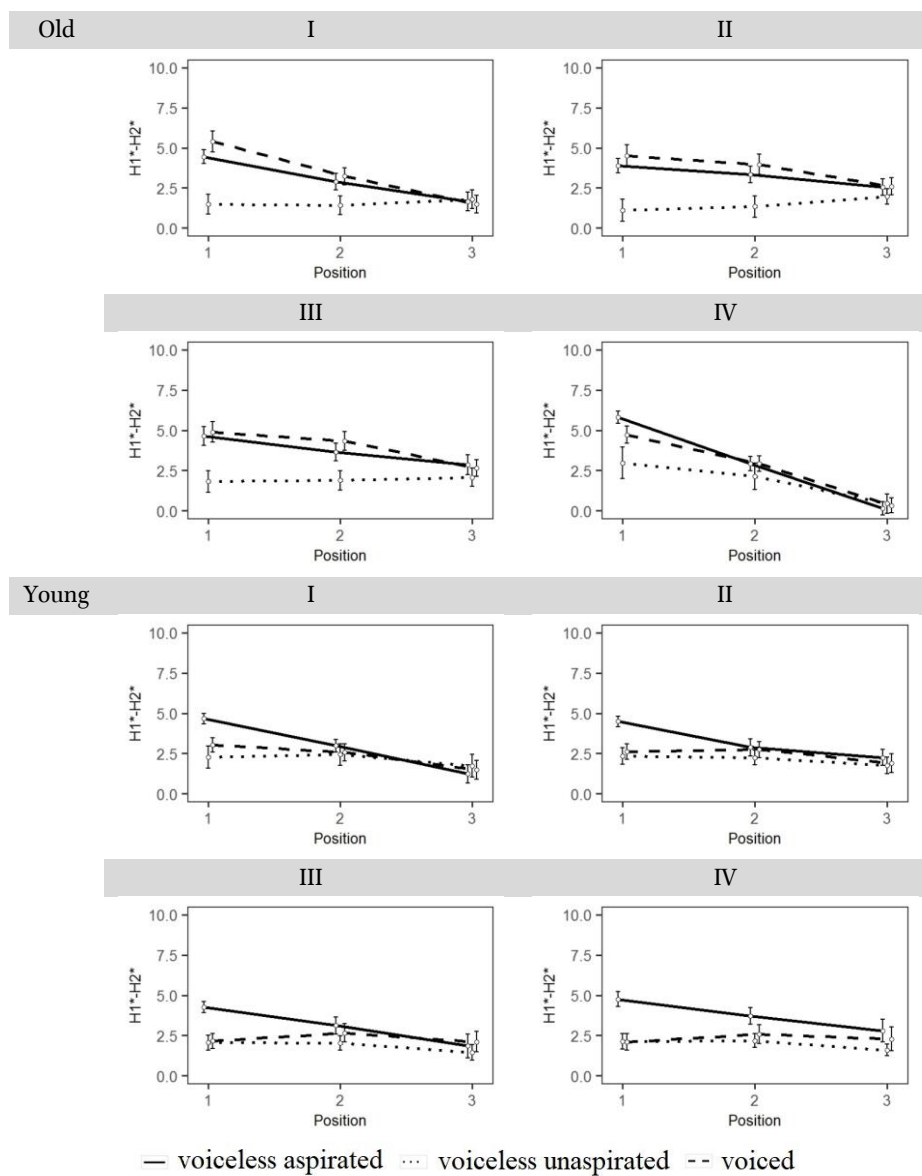 Old I II
10.0 10.0
7.5 7.5
H1*-H2* 5.0 H1*-H2* 5.0
2.5 2.5
0.0 0.0
1 2 3 1 2 3
Position Position
III IV
10.0 10.0
7.5 7.5
H1*-H2* 5.0 H1*-H2* 5.0
2.5 2.5
0.0 0.0
1 2 3 1 2 3
Position Position
Young I II
10.0 10.0
7.5 7.5
H1*-H2* 5.0 H1*-H2* 5.0
2.5 2.5
0.0 0.0
1 2 3 1 2 3
Position Position
III IV
10.0 10.0
7.5 7.5
H1*-H2* 5.0 H1*-H2* 5.0
2.5 2.5
0.0 0.0
1 2 3 1 2 3
Position Position
voiceless aspirated voiceless unaspirated voiced